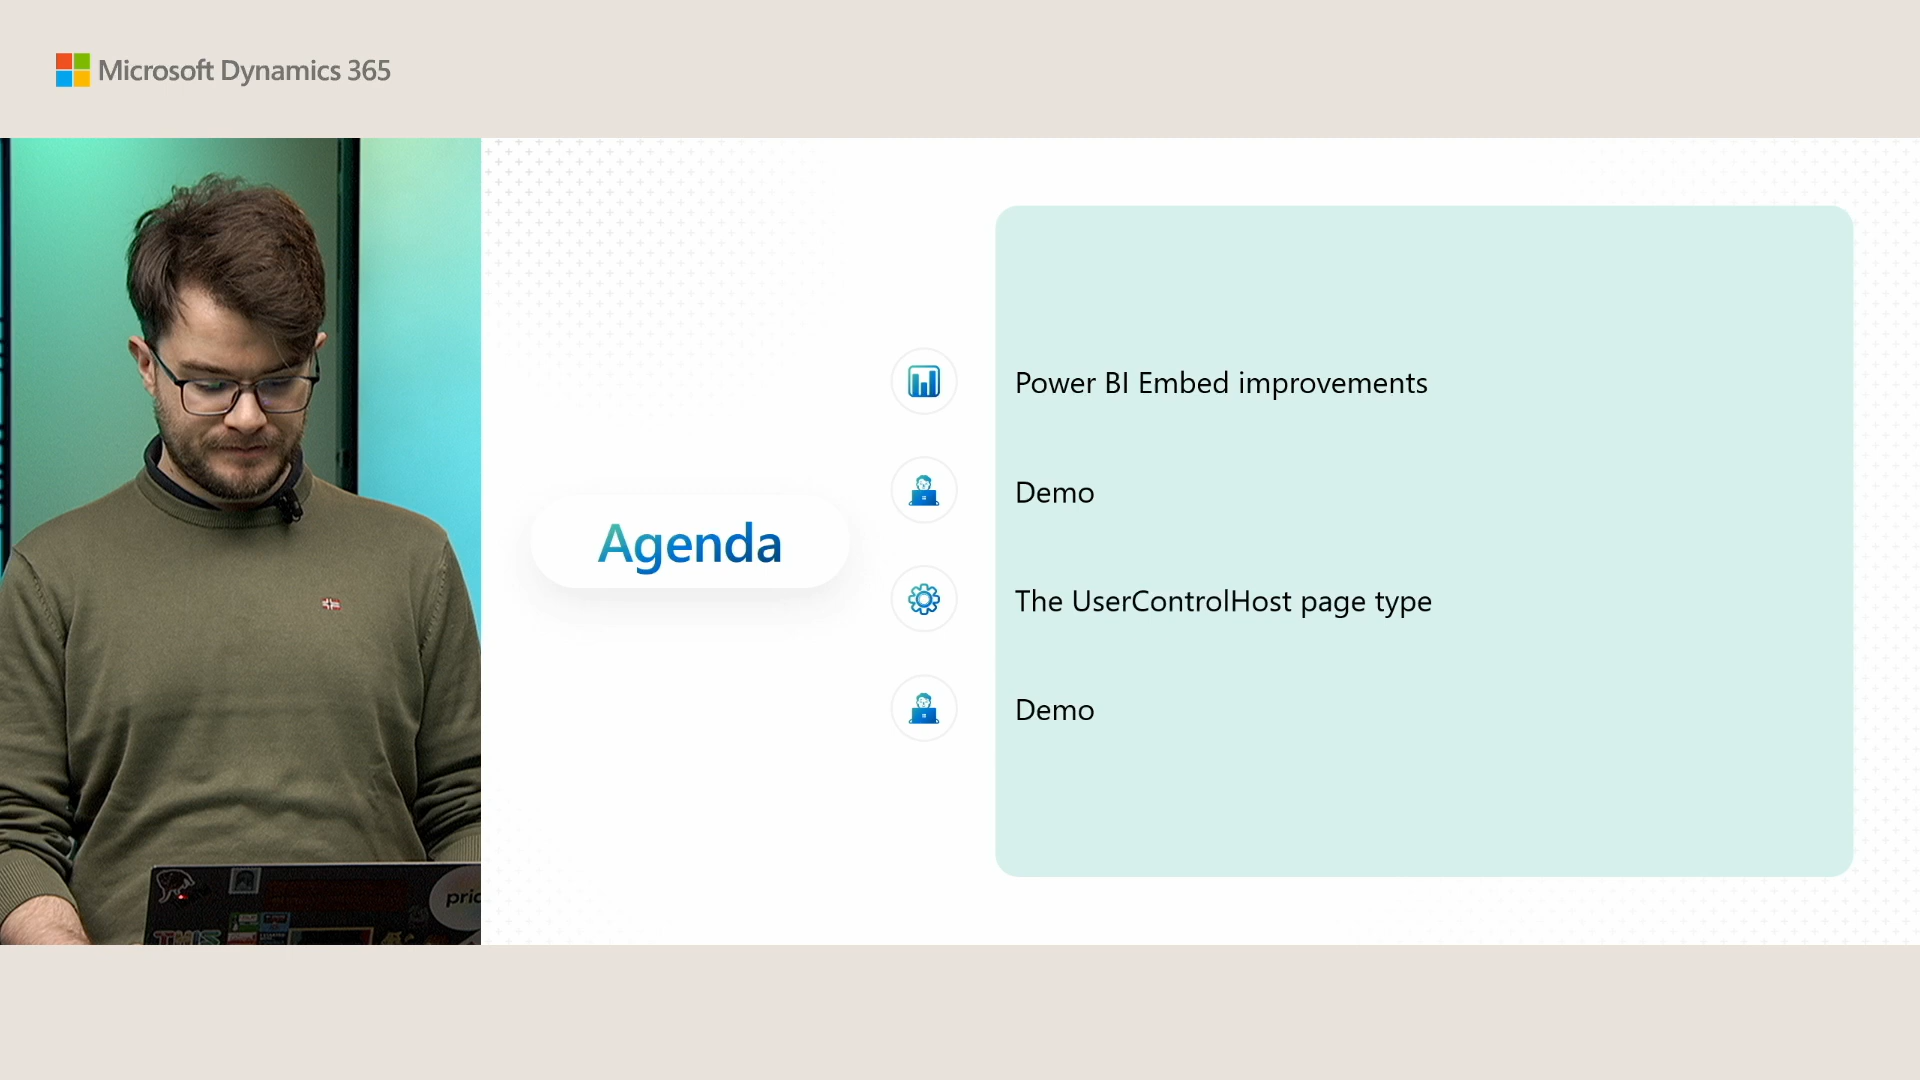 Microsoft Dynamics 365
Agenda
Power BI Embed improvements
Demo
The UserControlHost page type
Demo